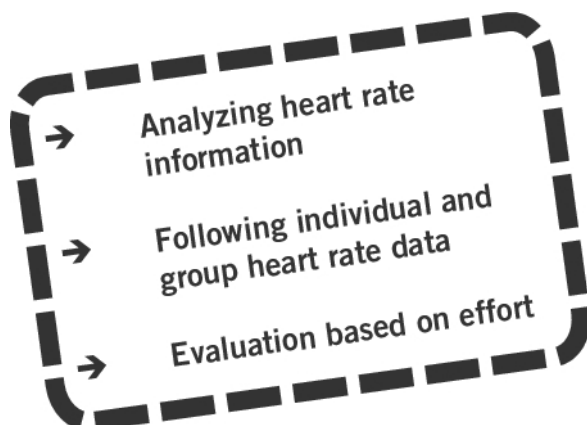 → Analyzing heart rate
information
→ Following individual and
group heart rate data
→ Evaluation based on effort